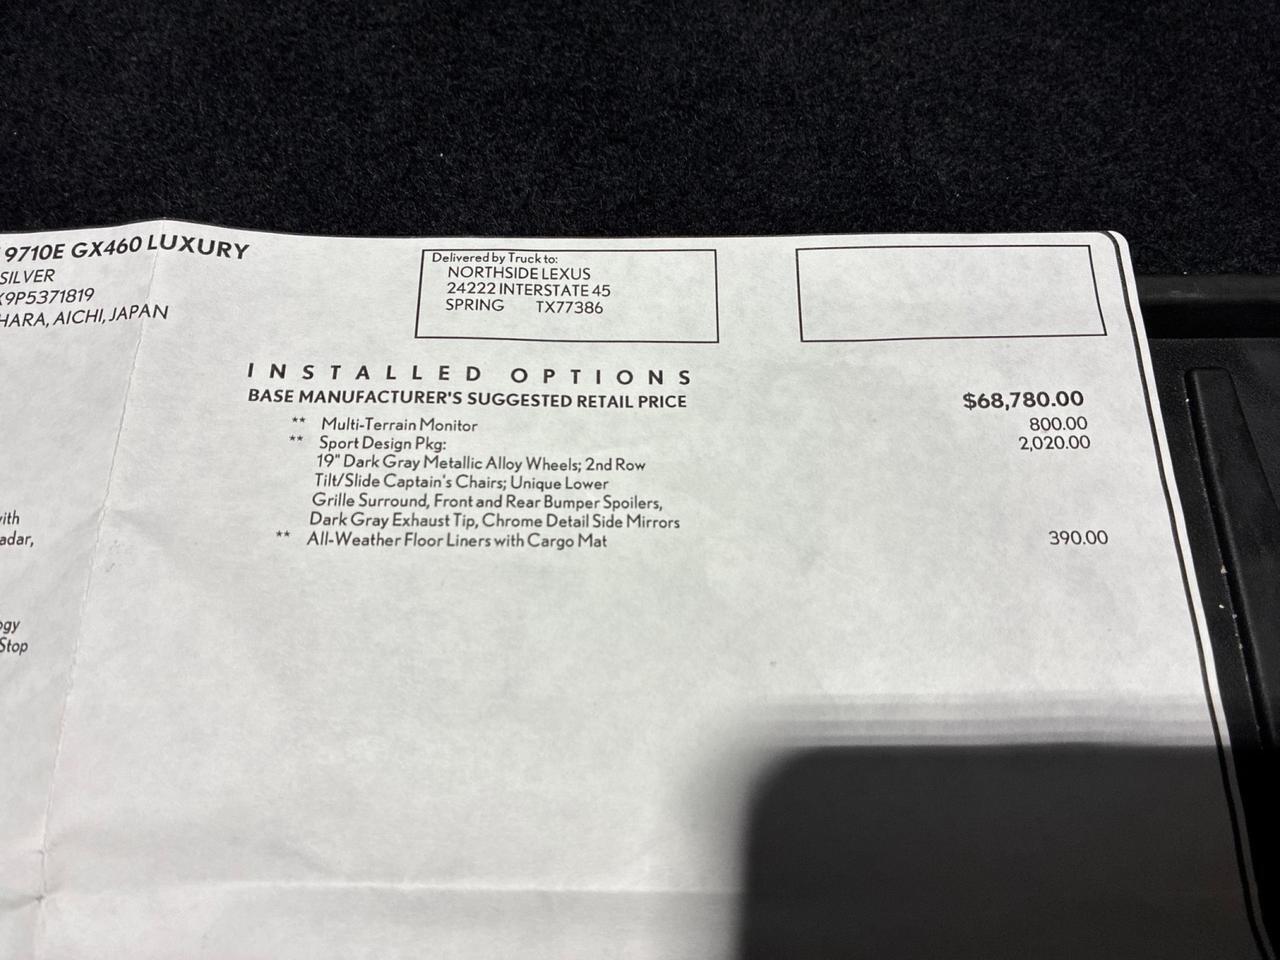 9710E GX460 LUXURY
SILVER
9P5371819
HARA, AICHI, JAPAN
Delivered by Truck to:
NORTHSIDE LEXUS
24222 INTERSTATE 45
SPRING TX77386
INSTALLED OPTIONS
BASE MANUFACTURER'S SUGGESTED RETAIL PRICE $68,780.00
** Multi-Terrain Monitor 800.00
** Sport Design Pkg: 2,020.00
19" Dark Gray Metallic Alloy Wheels; 2nd Row
Tilt/Slide Captain's Chairs; Unique Lower
Grille Surround, Front and Rear Bumper Spoilers,
Dark Gray Exhaust Tip, Chrome Detail Side Mirrors
** All-Weather Floor Liners with Cargo Mat 390.00
ith
adar,
ogy
Stop